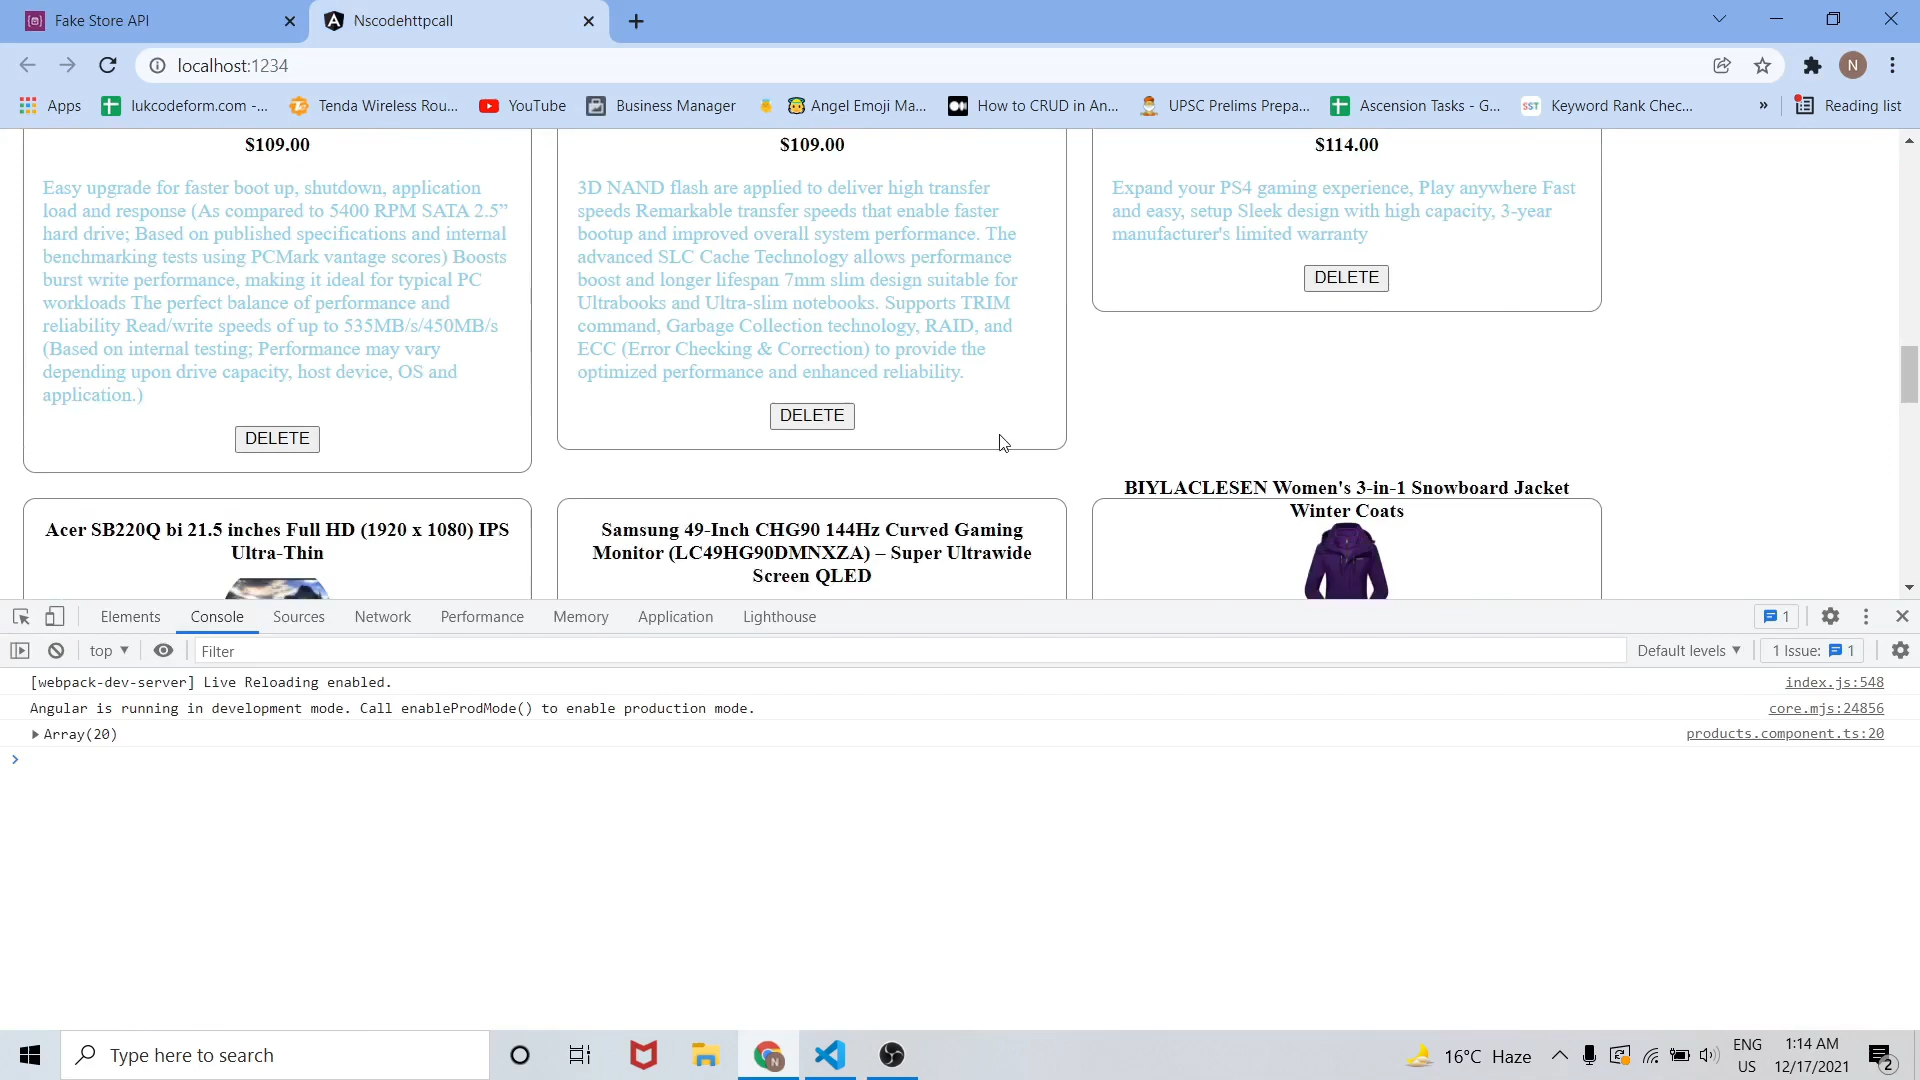 Fake Store API
Nscodehttpcall
localhost:1234
N
Apps
lukcodeform.com -...
Tenda Wireless Rou...
YouTube
Business Manager
Angel Emoji Ma...
How to CRUD in An...
UPSC Prelims Prepa...
Ascension Tasks - G...
SST
Keyword Rank Chec...
»
Reading list
$109.00
Easy upgrade for faster boot up, shutdown, application
load and response (As compared to 5400 RPM SATA 2.5”
hard drive; Based on published specifications and internal
benchmarking tests using PCMark vantage scores) Boosts
burst write performance, making it ideal for typical PC
workloads The perfect balance of performance and
reliability Read/write speeds of up to 535MB/s/450MB/s
(Based on internal testing; Performance may vary
depending upon drive capacity, host device, OS and
application.)
DELETE
$109.00
3D NAND flash are applied to deliver high transfer
speeds Remarkable transfer speeds that enable faster
bootup and improved overall system performance. The
advanced SLC Cache Technology allows performance
boost and longer lifespan 7mm slim design suitable for
Ultrabooks and Ultra-slim notebooks. Supports TRIM
command, Garbage Collection technology, RAID, and
ECC (Error Checking & Correction) to provide the
optimized performance and enhanced reliability.
DELETE
$114.00
Expand your PS4 gaming experience, Play anywhere Fast
and easy, setup Sleek design with high capacity, 3-year
manufacturer's limited warranty
DELETE
Acer SB220Q bi 21.5 inches Full HD (1920 x 1080) IPS
Ultra-Thin
Samsung 49-Inch CHG90 144Hz Curved Gaming
Monitor (LC49HG90DMNXZA) – Super Ultrawide
Screen QLED
BIYLACLESEN Women's 3-in-1 Snowboard Jacket
Winter Coats
Elements
Console
Sources
Network
Performance
Memory
Application
Lighthouse
1
top
Filter
Default levels
1 Issue: 1
[webpack-dev-server] Live Reloading enabled.
index.js:548
Angular is running in development mode. Call enableProdMode() to enable production mode.
core.mjs:24856
Array(20)
products.component.ts:20
Type here to search
N
16°C Haze
ENG
US
1:14 AM
12/17/2021
2